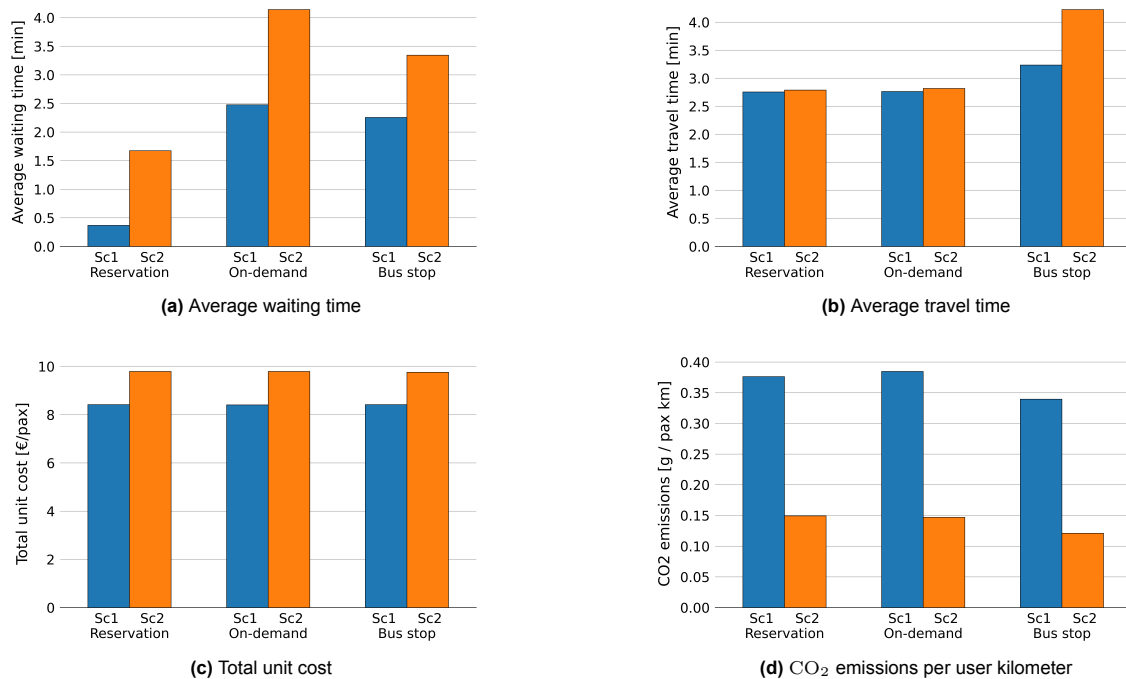 Average waiting time [min]
4.0
3.5
3.0
2.5
2.0
1.5
1.0
0.5
0.0
Sc1 Sc2 Sc1 Sc2 Sc1 Sc2
Reservation On-demand Bus stop
(a) Average waiting time
Average travel time [min]
4.0
3.5
3.0
2.5
2.0
1.5
1.0
0.5
0.0
Sc1 Sc2 Sc1 Sc2 Sc1 Sc2
Reservation On-demand Bus stop
(b) Average travel time
Total unit cost [€/pax]
10
8
6
4
2
0
Sc1 Sc2 Sc1 Sc2 Sc1 Sc2
Reservation On-demand Bus stop
(c) Total unit cost
CO2 emissions [g / pax km]
0.40
0.35
0.30
0.25
0.20
0.15
0.10
0.05
0.00
Sc1 Sc2 Sc1 Sc2 Sc1 Sc2
Reservation On-demand Bus stop
(d) CO₂ emissions per user kilometer